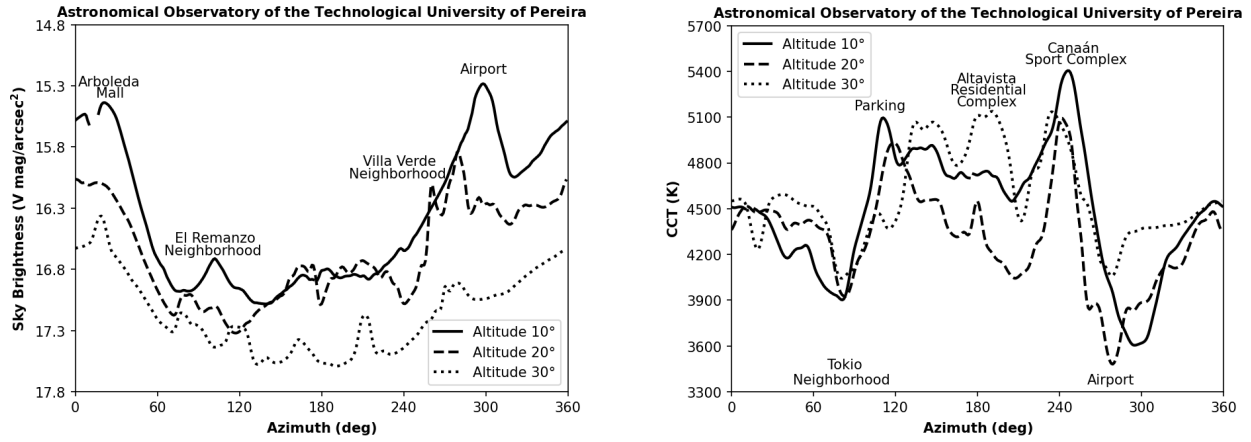 Astronomical Observatory of the Technological University of Pereira
14.8
15.3
15.8
16.3
16.8
17.3
17.8
Sky Brightness (V mag/arcsec²)
Arboleda
Mall
El Remanzo
Neighborhood
Villa Verde
Neighborhood
Airport
Altitude 10°
Altitude 20°
Altitude 30°
0 60 120 180 240 300 360
Azimuth (deg)
Astronomical Observatory of the Technological University of Pereira
5700
5400
5100
4800
4500
4200
3900
3600
3300
CCT (K)
Altitude 10°
Altitude 20°
Altitude 30°
Parking
Altavista
Residential
Complex
Canaán
Sport Complex
Tokio
Neighborhood
Airport
0 60 120 180 240 300 360
Azimuth (deg)